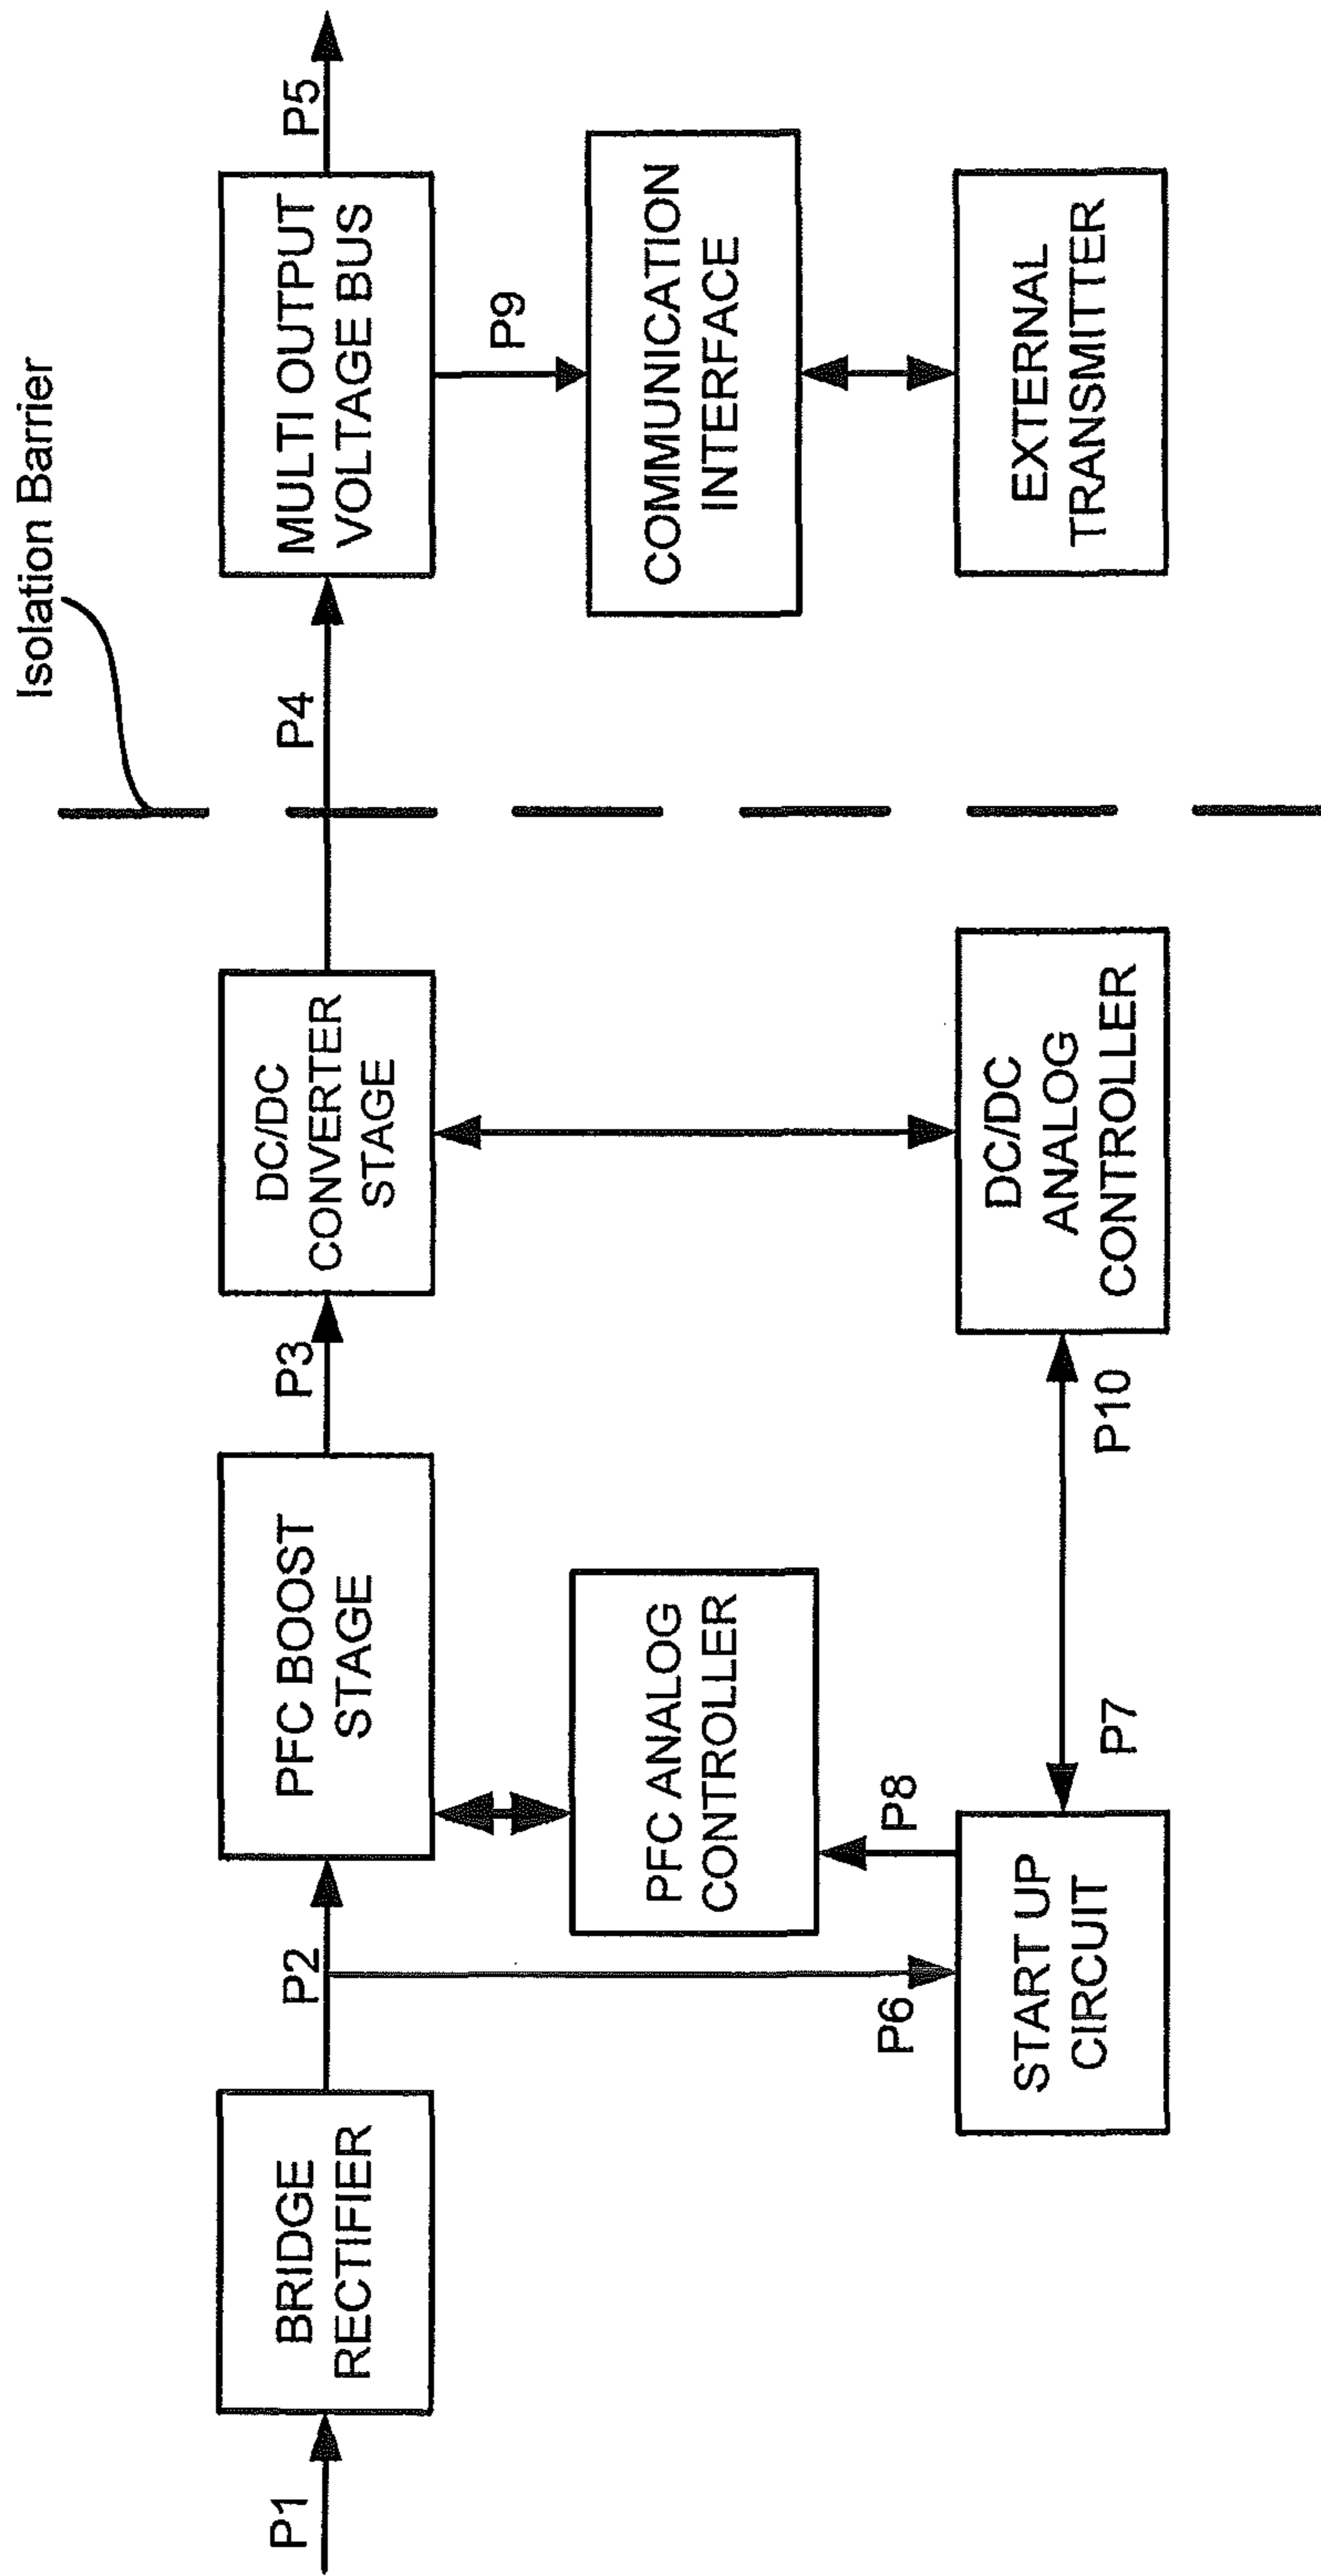 Isolation Barrier
P1
BRIDGE
RECTIFIER
P2
PFC BOOST
STAGE
P3
DC/DC
CONVERTER
STAGE
P4
MULTI OUTPUT
VOLTAGE BUS
P5
P9
PFC ANALOG
CONTROLLER
COMMUNICATION
INTERFACE
P6
P8
START UP
CIRCUIT
P7
P10
DC/DC
ANALOG
CONTROLLER
EXTERNAL
TRANSMITTER